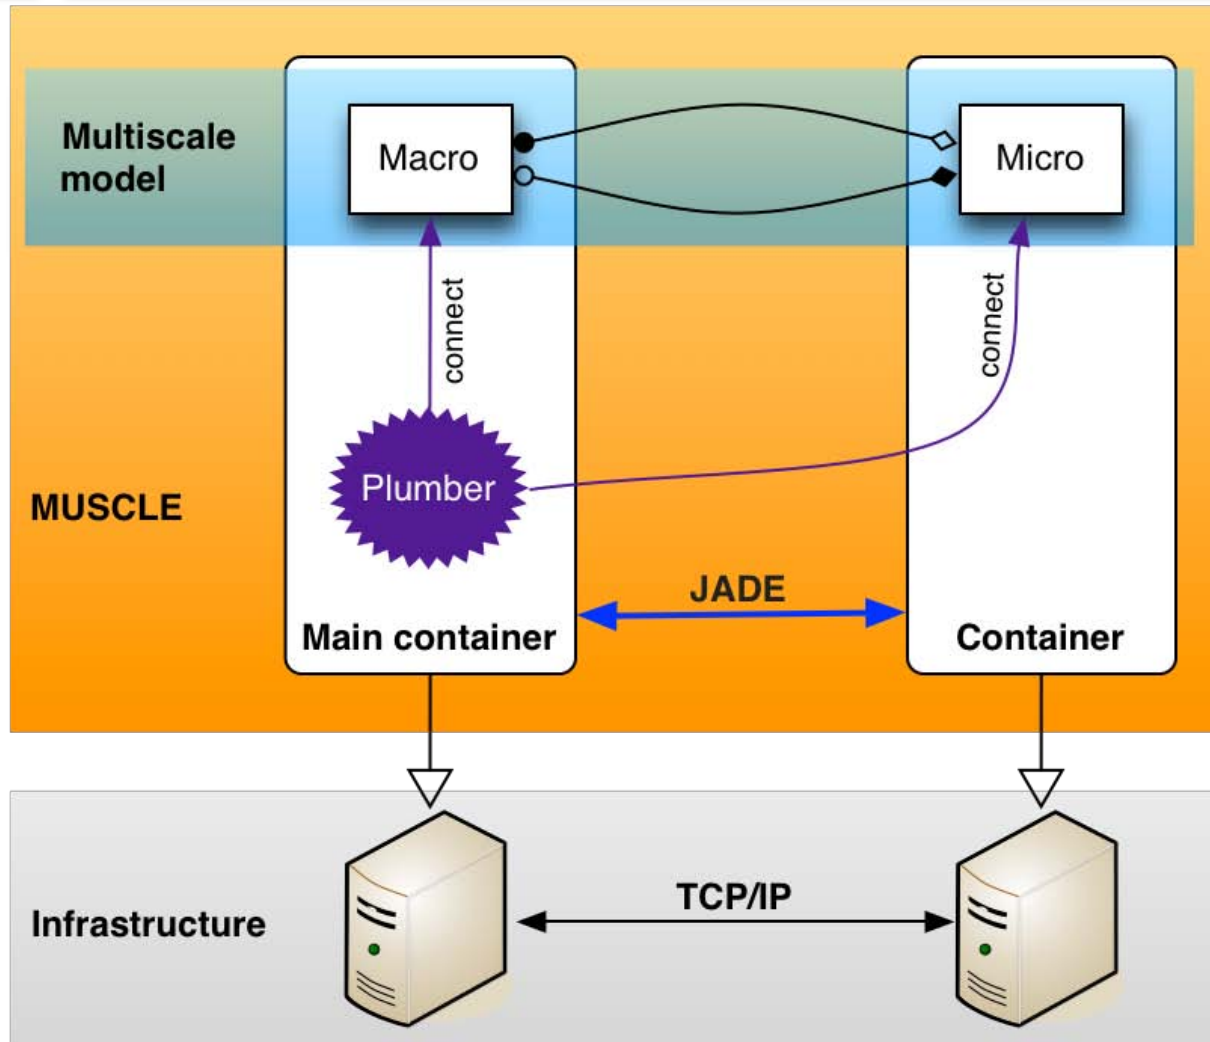 Multiscale
model
Macro
Micro
connect
connect
Plumber
MUSCLE
JADE
Main container
Container
Infrastructure
TCP/IP